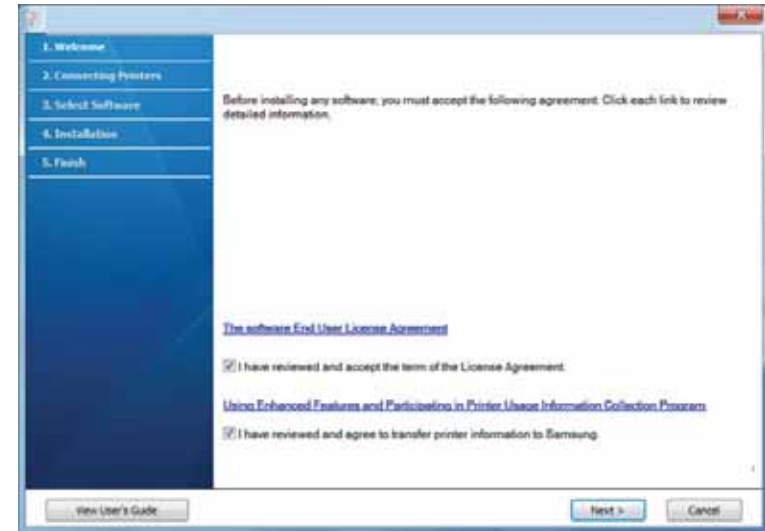 1. Welcome
2. Connecting Printers
3. Select Software
4. Installation
5. Finish
Before installing any software, you must accept the following agreement. Click each link to review
detailed information.
The software End User License Agreement
I have reviewed and accept the term of the License Agreement.
Using Enhanced Features and Participating in Printer Usage Information Collection Program
I have reviewed and agree to transfer printer information to Samsung.
View User's Guide
Next >
Cancel